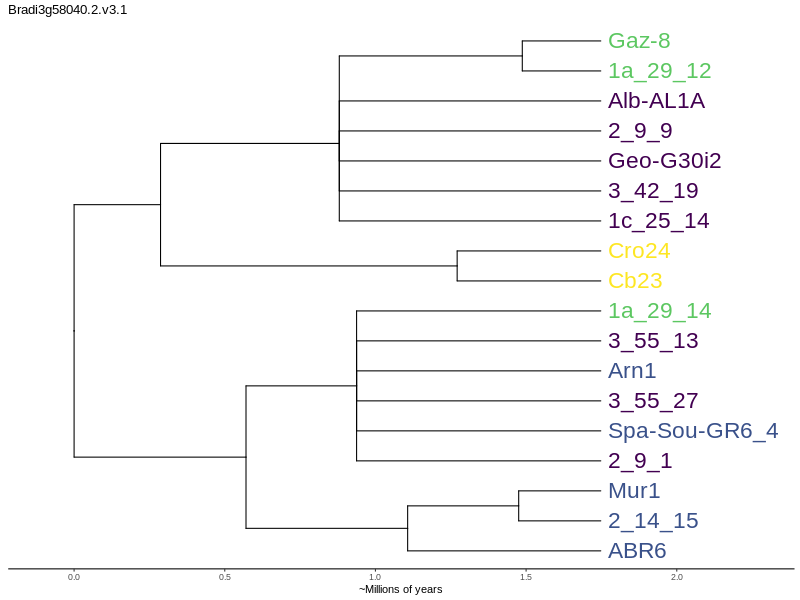 Bradi3g58040.2.v3.1
Gaz-8
1a_29_12
Alb-AL1A
2_9_9
Geo-G30i2
3_42_19
1c_25_14
Cro24
Cb23
1a_29_14
3_55_13
Arn1
3_55_27
Spa-Sou-GR6_4
2_9_1
Mur1
2_14_15
ABR6
0.0 0.5 1.0 1.5 2.0
~Millions of years